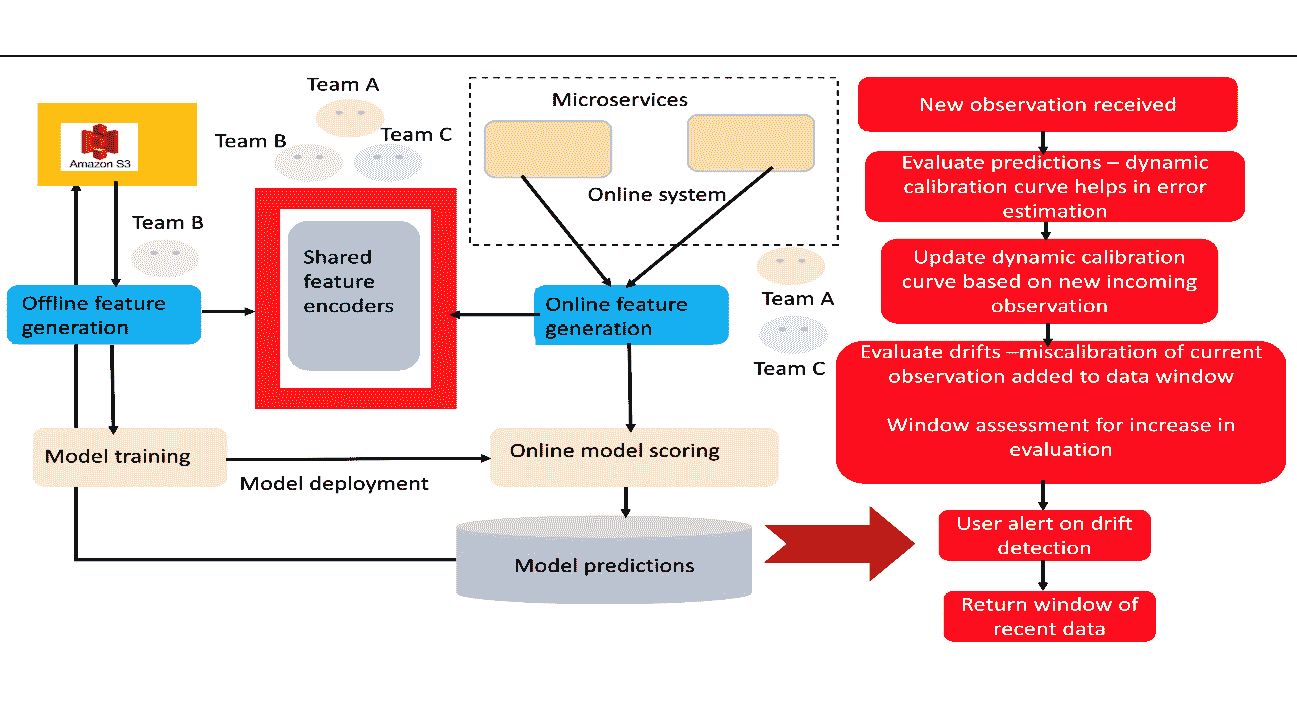 Team A
Team B
Team C
Amazon S3
Team B
Offline feature
generation
Shared
feature
encoders
Microservices
Online system
Online feature
generation
Team A
Team C
Model training
Model deployment
Online model scoring
Model predictions
New observation received
Evaluate predictions – dynamic
calibration curve helps in error
estimation
Update dynamic calibration
curve based on new incoming
observation
Evaluate drifts –miscalibration of current
observation added to data window
Window assessment for increase in
evaluation
User alert on drift
detection
Return window of
recent data